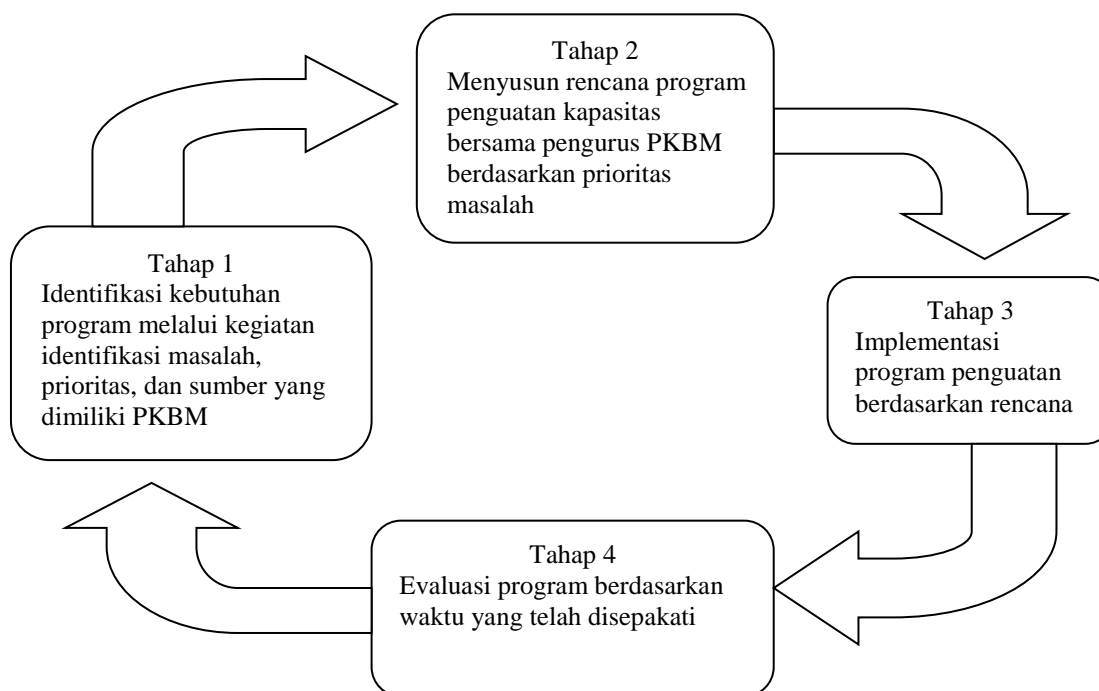 Tahap 1
Identifikasi kebutuhan
program melalui kegiatan
identifikasi masalah,
prioritas, dan sumber yang
dimiliki PKBM
Tahap 2
Menyusun rencana program
penguatan kapasitas
bersama pengurus PKBM
berdasarkan prioritas
masalah
Tahap 3
Implementasi
program penguatan
berdasarkan rencana
Tahap 4
Evaluasi program berdasarkan
waktu yang telah disepakati